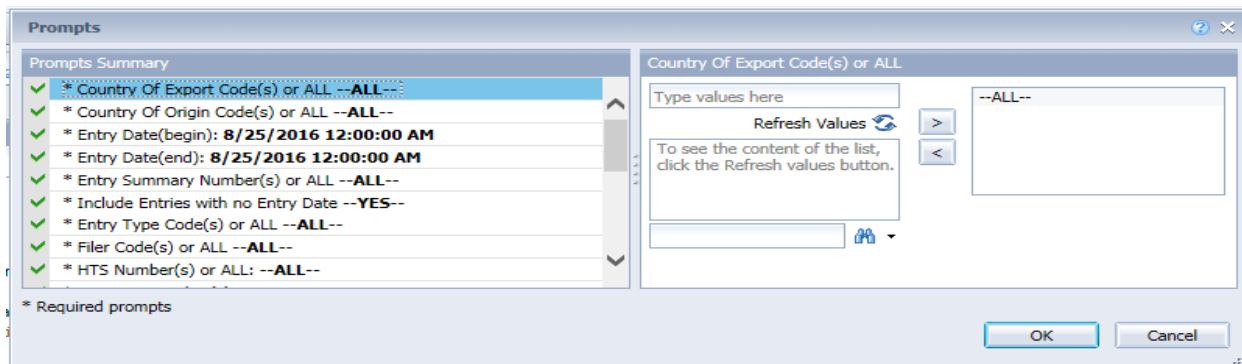 Prompts
Prompts Summary
* Country Of Export Code(s) or ALL --ALL--
* Country Of Origin Code(s) or ALL --ALL--
* Entry Date(begin): 8/25/2016 12:00:00 AM
* Entry Date(end): 8/25/2016 12:00:00 AM
* Entry Summary Number(s) or ALL --ALL--
* Include Entries with no Entry Date --YES--
* Entry Type Code(s) or ALL --ALL--
* Filer Code(s) or ALL --ALL--
* HTS Number(s) or ALL: --ALL--
* Required prompts
Country Of Export Code(s) or ALL
Type values here
Refresh Values
To see the content of the list,
click the Refresh values button.
>
<
--ALL--
OK
Cancel